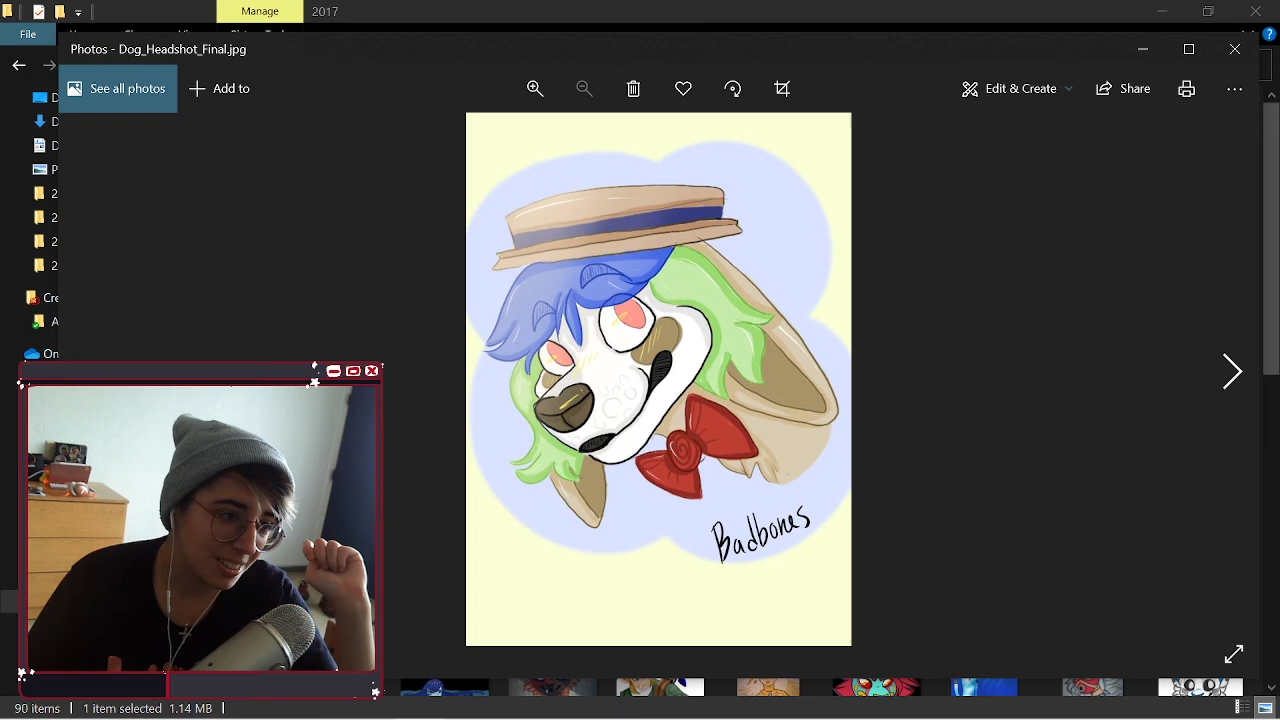 Manage
2017
File
Photos - Dog_Headshot_Final.jpg
See all photos
Add to
Edit & Create
Share
Badbones
90 items
1 item selected 1.14 MB